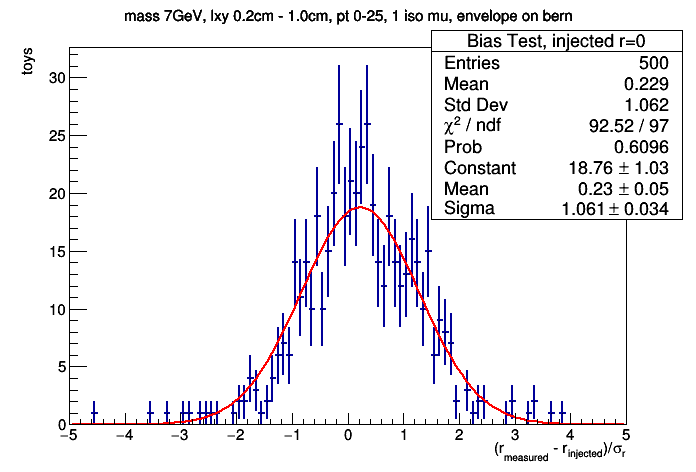 mass 7GeV, lxy 0.2cm - 1.0cm, pt 0-25, 1 iso mu, envelope on bern
Bias Test, injected r=0
Entries 500
Mean 0.229
Std Dev 1.062
χ² / ndf 92.52 / 97
Prob 0.6096
Constant 18.76 ± 1.03
Mean 0.23 ± 0.05
Sigma 1.061 ± 0.034
toys
30
25
20
15
10
5
0
−5 −4 −3 −2 −1 0 1 2 3 4 5
(r_measured - r_injected)/σ_r